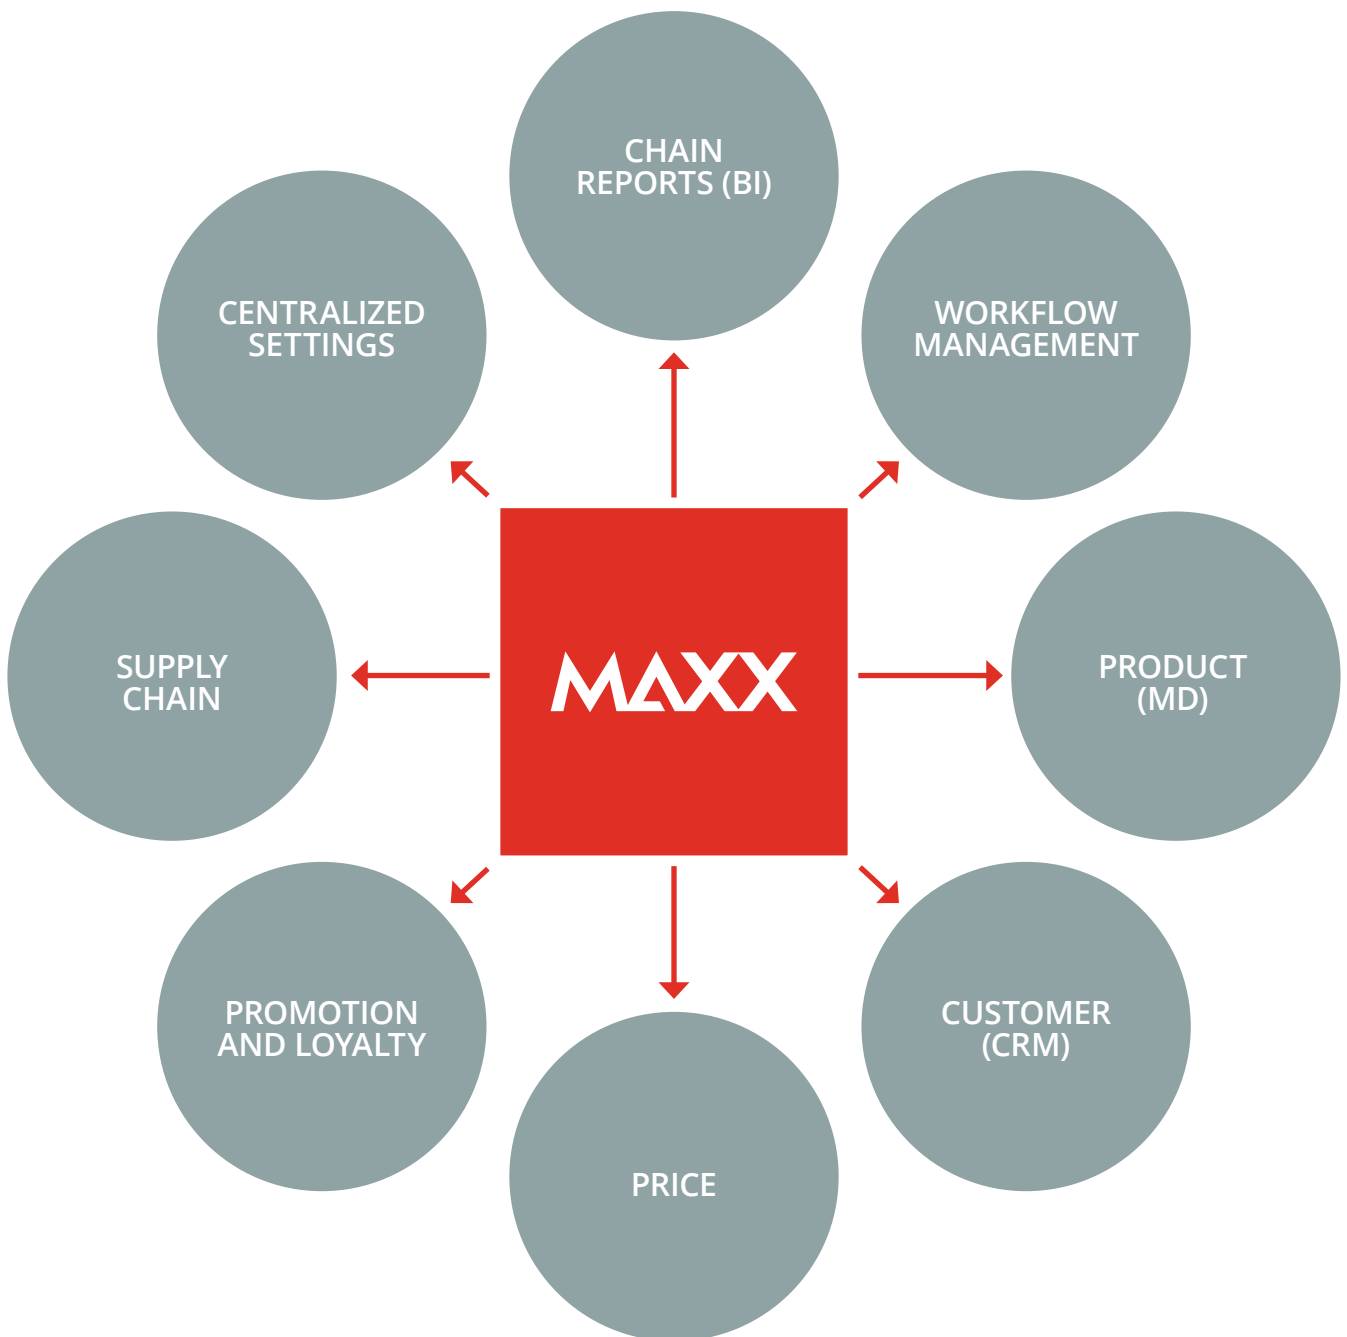 CHAIN
REPORTS (BI)
CENTRALIZED
SETTINGS
WORKFLOW
MANAGEMENT
SUPPLY
CHAIN
MAXX
PRODUCT
(MD)
PROMOTION
AND LOYALTY
CUSTOMER
(CRM)
PRICE